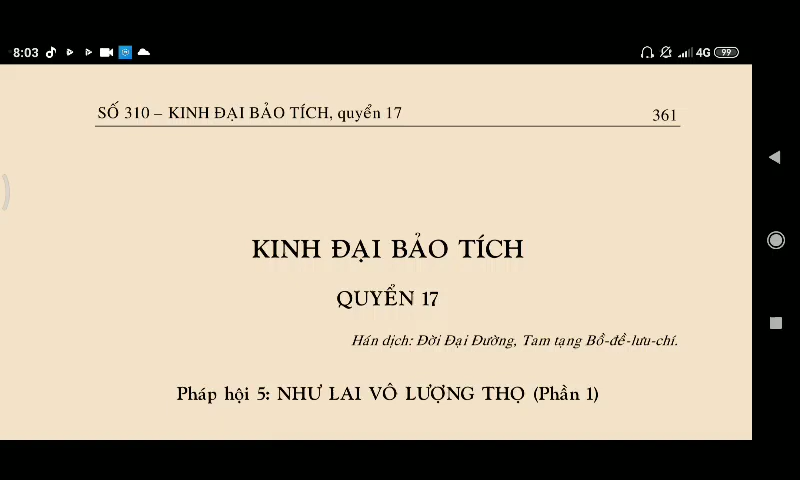 8:03 4G 99
SỐ 310 – KINH ĐẠI BẢO TÍCH, quyển 17 361
KINH ĐẠI BẢO TÍCH
QUYỂN 17
Hán dịch: Đời Đại Đường, Tam tạng Bồ-đề-lưu-chí.
Pháp hội 5: NHƯ LAI VÔ LƯỢNG THỌ (Phần 1)